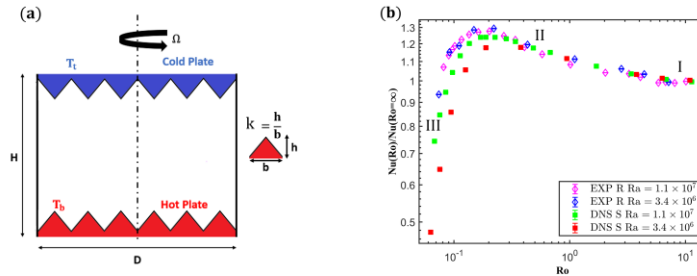 (a)
Ω
T_t
Cold Plate
H
k = h/b
h
b
T_b
Hot Plate
D
(b)
Nu(Ro)/Nu(Ro=∞)
1.3
1.2
1.1
1
0.9
0.8
0.7
0.6
0.5
I
II
III
EXP R Ra = 1.1 × 10^7
EXP R Ra = 3.4 × 10^6
DNS S Ra = 1.1 × 10^7
DNS S Ra = 3.4 × 10^6
10^-1
10^0
10^1
Ro